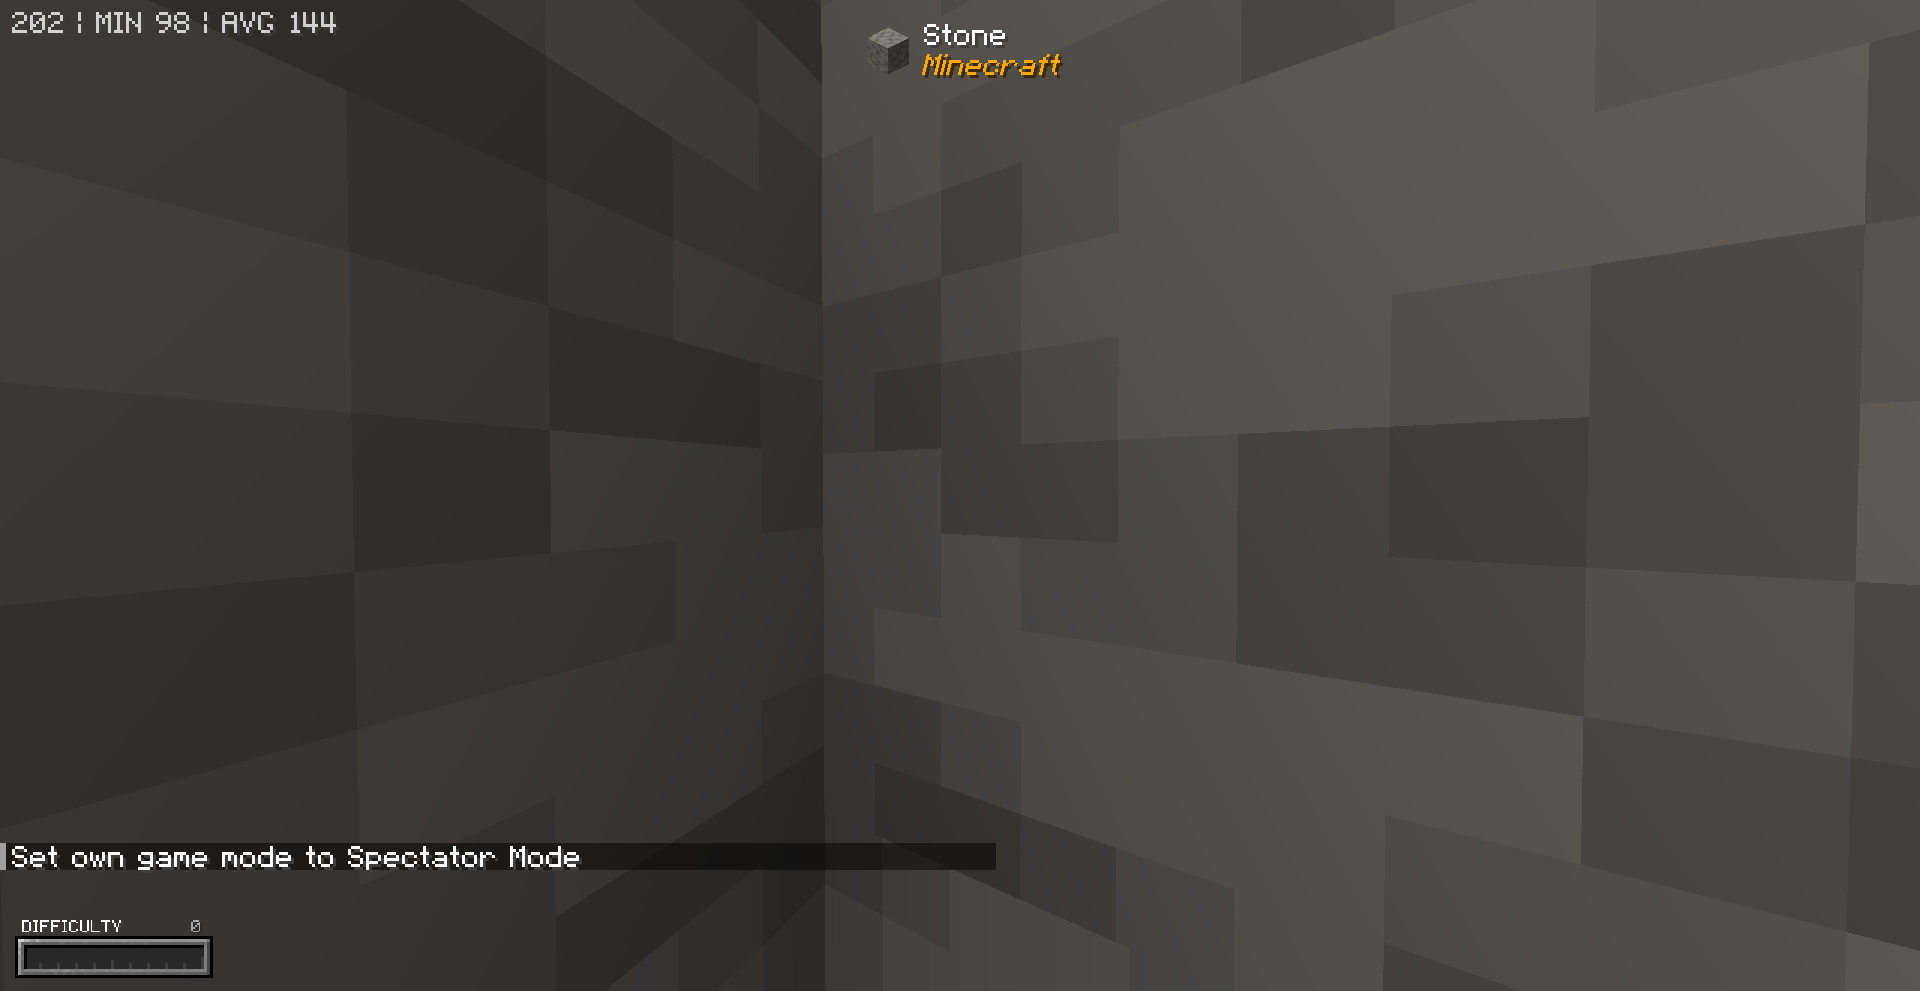 202 | MIN 98 | AVG 144
Stone
Minecraft
Set own game mode to Spectator Mode
DIFFICULTY 0